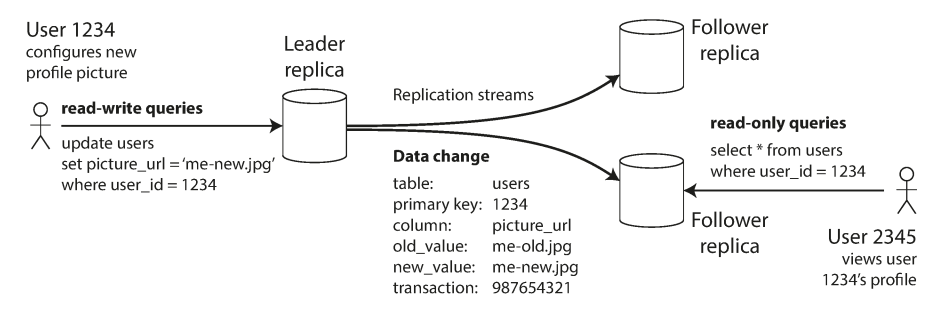 User 1234
configures new
profile picture
read-write queries
update users
set picture_url = ‘me-new.jpg’
where user_id = 1234
Leader
replica
Replication streams
Data change
table: users
primary key: 1234
column: picture_url
old_value: me-old.jpg
new_value: me-new.jpg
transaction: 987654321
Follower
replica
read-only queries
select * from users
where user_id = 1234
Follower
replica
User 2345
views user
1234’s profile